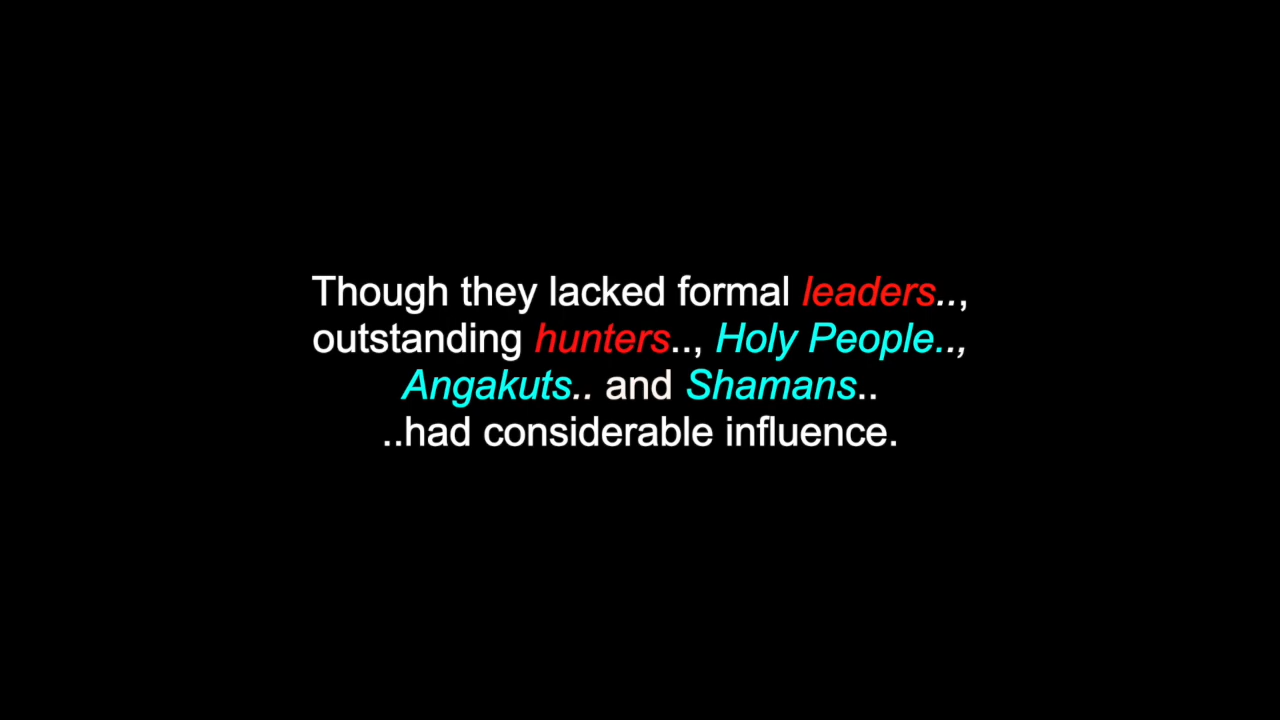 Though they lacked formal leaders..,
outstanding hunters.., Holy People..,
Angakuts.. and Shamans..
..had considerable influence.